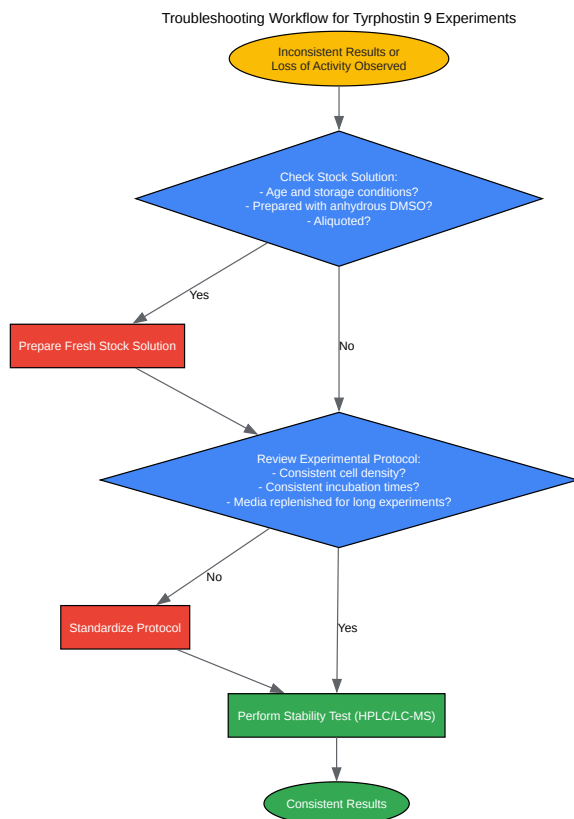 Troubleshooting Workflow for Tyrphostin 9 Experiments
Inconsistent Results or
Loss of Activity Observed
Check Stock Solution:
- Age and storage conditions?
- Prepared with anhydrous DMSO?
- Aliquoted?
Yes
Prepare Fresh Stock Solution
No
Review Experimental Protocol:
- Consistent cell density?
- Consistent incubation times?
- Media replenished for long experiments?
No
Standardize Protocol
Yes
Perform Stability Test (HPLC/LC-MS)
Consistent Results